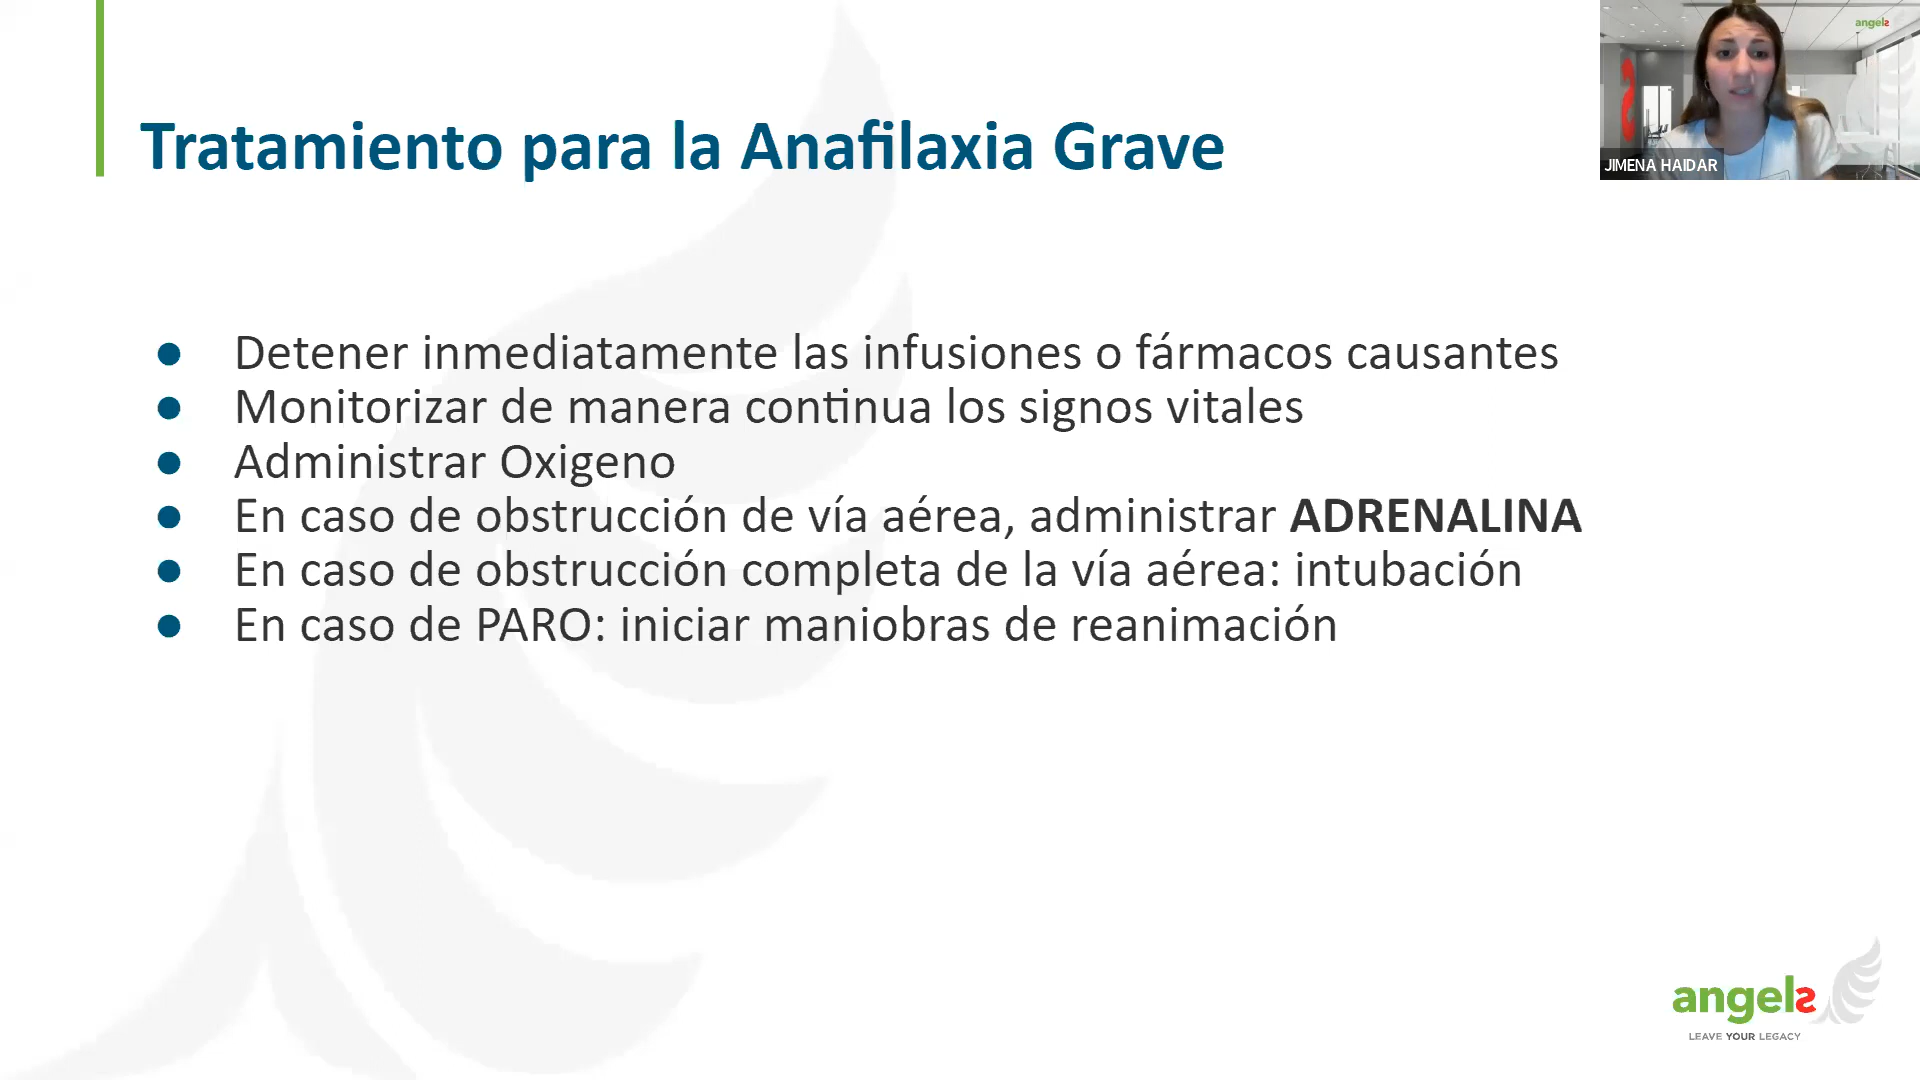 angels
JIMENA HAIDAR
Tratamiento para la Anafilaxia Grave
● Detener inmediatamente las infusiones o fármacos causantes
● Monitorizar de manera continua los signos vitales
● Administrar Oxigeno
● En caso de obstrucción de vía aérea, administrar ADRENALINA
● En caso de obstrucción completa de la vía aérea: intubación
● En caso de PARO: iniciar maniobras de reanimación
angels
LEAVE YOUR LEGACY